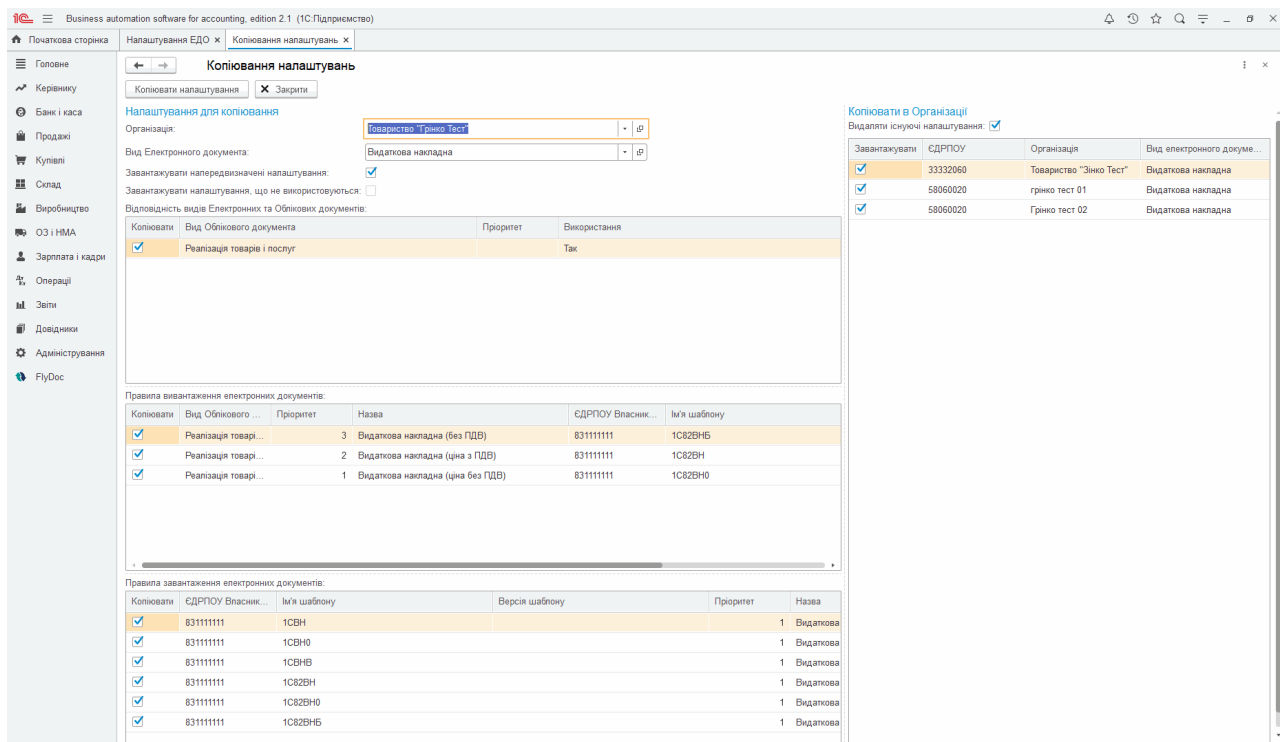 Business automation software for accounting, edition 2.1 (1С:Підприємство)
Початкова сторінка Налаштування ЕДО × Копіювання налаштувань ×
Головне
Керівнику
Банк і каса
Продажі
Купівлі
Склад
Виробництво
ОЗ і НМА
Зарплата і кадри
Операції
Звіти
Довідники
Адміністрування
FlyDoc
Копіювання налаштувань
Копіювати налаштування Закрити
Налаштування для копіювання
Організація: Товариство "Грінко Тест"
Вид Електронного документа: Видаткова накладна
Завантажувати напередвизначені налаштування:
Завантажувати налаштування, що не використовуються:
Відповідність видів Електронних та Облікових документів:
Копіювати Вид Облікового документа Пріоритет Використання
Реалізація товарів і послуг Так
Правила вивантаження електронних документів:
Копіювати Вид Облікового ... Пріоритет Назва ЄДРПОУ Власник... Ім'я шаблону
Реалізація товарі... 3 Видаткова накладна (без ПДВ) 831111111 1С82ВНБ
Реалізація товарі... 2 Видаткова накладна (ціна з ПДВ) 831111111 1С82ВН
Реалізація товарі... 1 Видаткова накладна (ціна без ПДВ) 831111111 1С82ВН0
Правила завантаження електронних документів:
Копіювати ЄДРПОУ Власник... Ім'я шаблону Версія шаблону Пріоритет Назва
831111111 1СВН 1 Видаткова
831111111 1СВН0 1 Видаткова
831111111 1СВНВ 1 Видаткова
831111111 1С82ВН 1 Видаткова
831111111 1С82ВН0 1 Видаткова
831111111 1С82ВНБ 1 Видаткова
Копіювати в Організації
Видаляти існуючі налаштування:
Завантажувати ЄДРПОУ Організація Вид електронного докуме...
33332060 Товариство "Зінко Тест" Видаткова накладна
58060020 грінко тест 01 Видаткова накладна
58060020 Грінко тест 02 Видаткова накладна